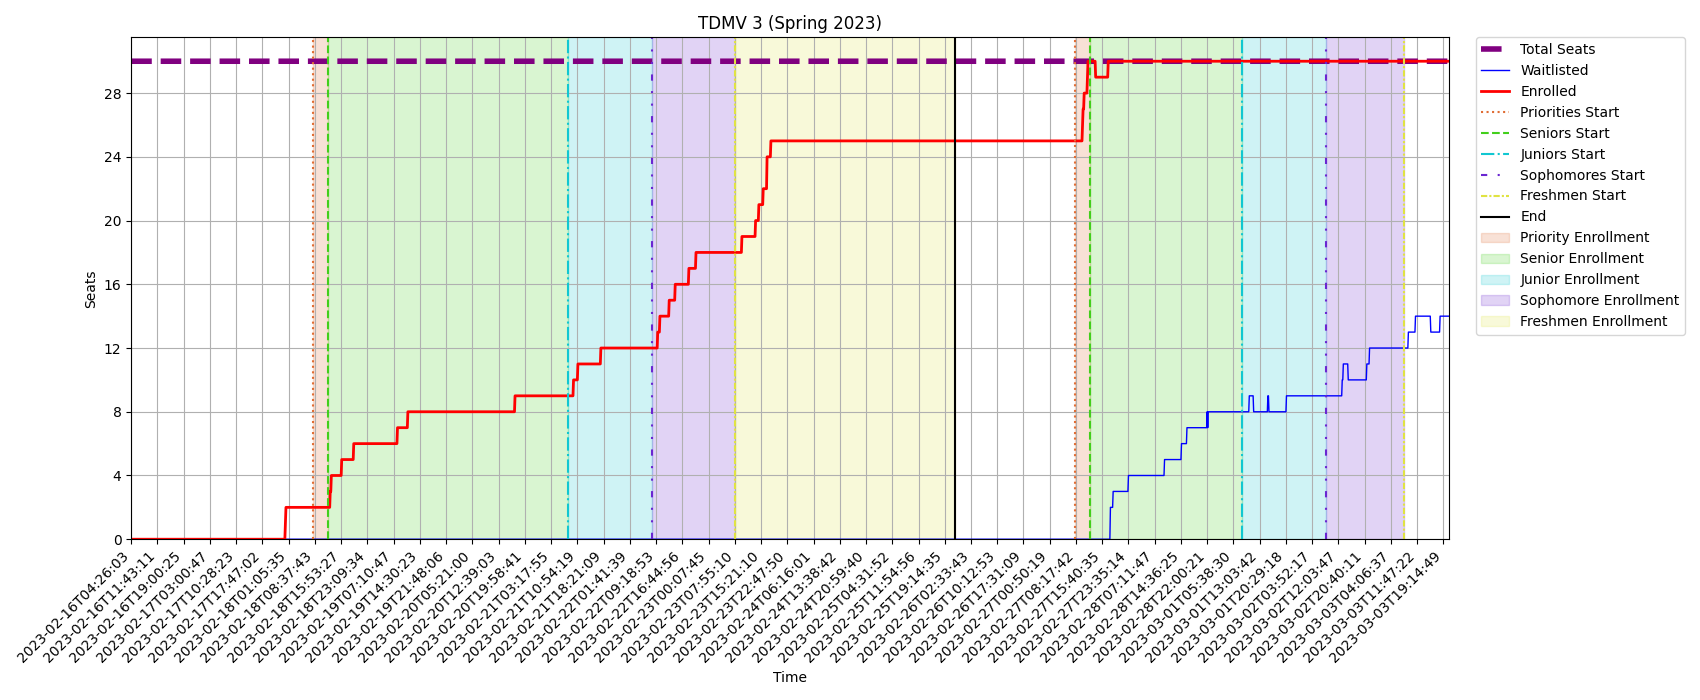 TDMV 3 (Spring 2023)
Total Seats
Waitlisted
Enrolled
Priorities Start
Seniors Start
Juniors Start
Sophomores Start
Freshmen Start
End
Priority Enrollment
Senior Enrollment
Junior Enrollment
Sophomore Enrollment
Freshmen Enrollment
Seats
28
24
20
16
12
8
4
0
2023-02-16T04:26:03
2023-02-16T11:43:11
2023-02-16T19:00:25
2023-02-17T03:00:47
2023-02-17T10:28:23
2023-02-17T17:47:02
2023-02-18T01:05:35
2023-02-18T08:37:43
2023-02-18T15:53:27
2023-02-18T23:09:34
2023-02-19T07:10:47
2023-02-19T14:30:23
2023-02-19T21:48:06
2023-02-20T05:21:00
2023-02-20T12:39:03
2023-02-20T19:58:41
2023-02-21T03:17:55
2023-02-21T10:54:19
2023-02-21T18:21:09
2023-02-22T01:41:39
2023-02-22T09:18:53
2023-02-22T16:44:56
2023-02-23T00:07:45
2023-02-23T07:55:10
2023-02-23T15:21:10
2023-02-23T22:47:50
2023-02-24T06:16:01
2023-02-24T13:38:42
2023-02-24T20:59:40
2023-02-25T04:31:52
2023-02-25T11:54:56
2023-02-25T19:14:35
2023-02-26T02:33:43
2023-02-26T10:12:53
2023-02-26T17:31:09
2023-02-27T00:50:19
2023-02-27T08:17:42
2023-02-27T15:40:35
2023-02-27T23:35:14
2023-02-28T07:11:47
2023-02-28T14:36:25
2023-02-28T22:00:21
2023-03-01T05:38:30
2023-03-01T13:03:42
2023-03-01T20:29:18
2023-03-02T03:52:17
2023-03-02T12:03:47
2023-03-02T20:40:11
2023-03-03T04:06:37
2023-03-03T11:47:22
2023-03-03T19:14:49
Time